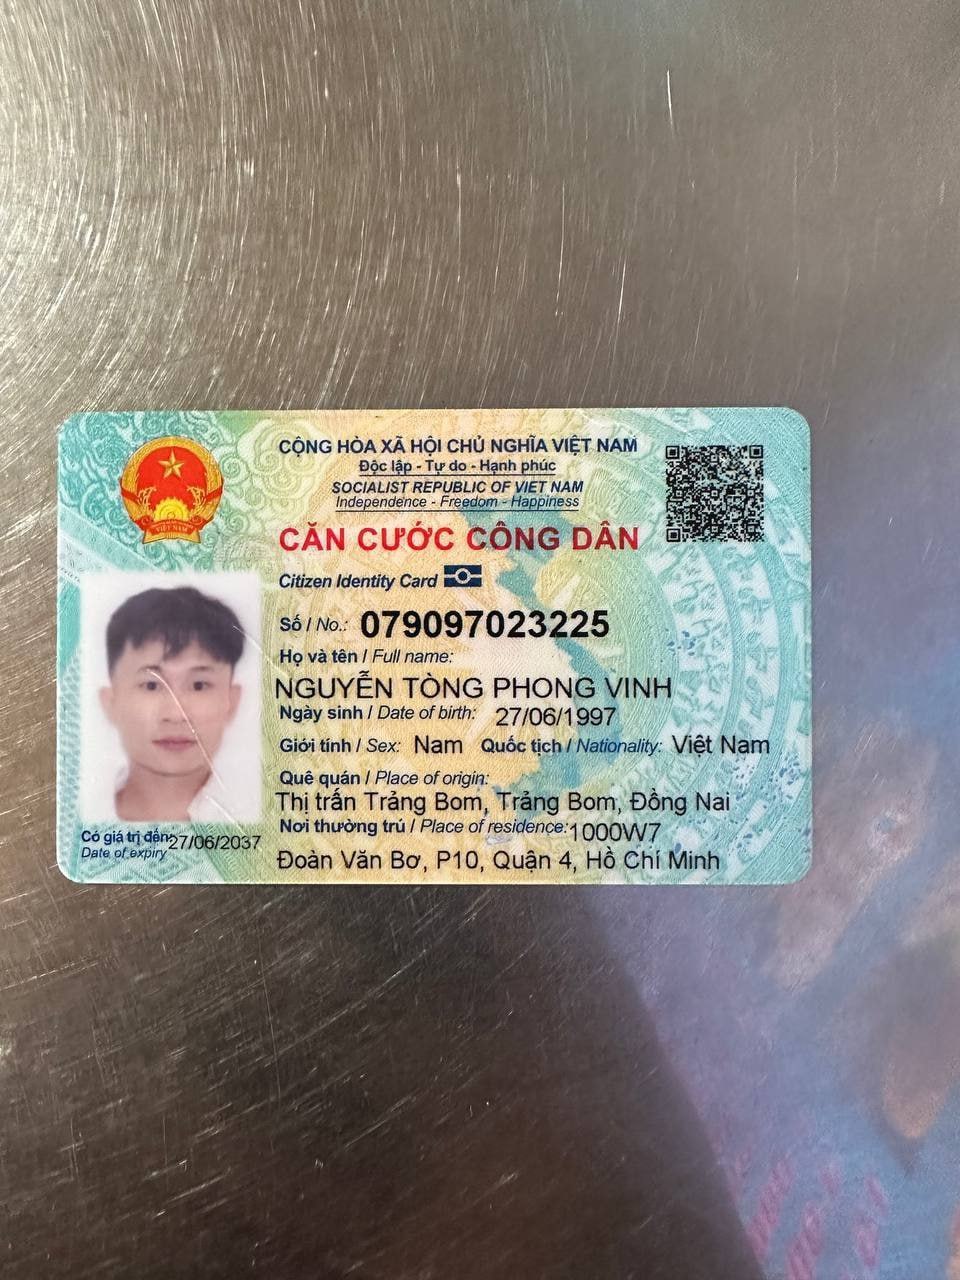 CỘNG HÒA XÃ HỘI CHỦ NGHĨA VIỆT NAM
Độc lập - Tự do - Hạnh phúc
SOCIALIST REPUBLIC OF VIET NAM
Independence - Freedom - Happiness
CĂN CƯỚC CÔNG DÂN
Citizen Identity Card
Số / No.: 079097023225
Họ và tên / Full name:
NGUYỄN TÒNG PHONG VINH
Ngày sinh / Date of birth: 27/06/1997
Giới tính / Sex: Nam Quốc tịch / Nationality: Việt Nam
Quê quán / Place of origin:
Thị trấn Trảng Bom, Trảng Bom, Đồng Nai
Nơi thường trú / Place of residence: 1000W7
Đoàn Văn Bơ, P10, Quận 4, Hồ Chí Minh
Có giá trị đến: 27/06/2037
Date of expiry
VIỆT NAM